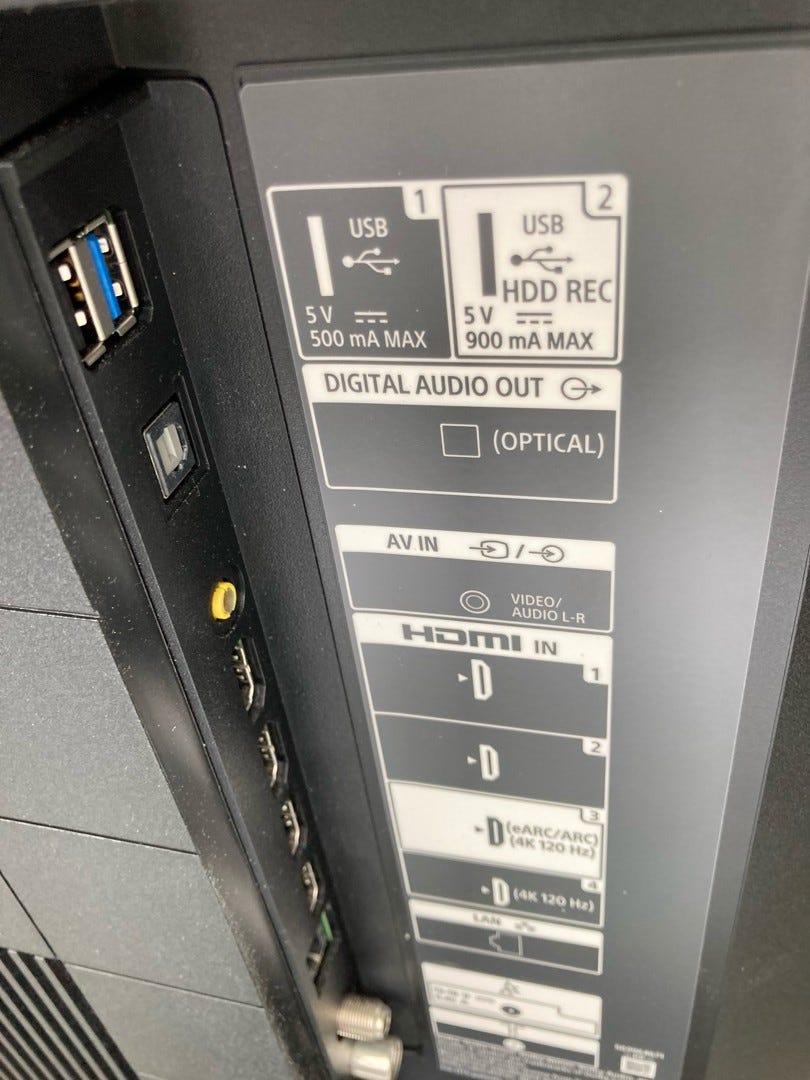 1
USB
5 V
500 mA MAX
2
USB
HDD REC
5 V
900 mA MAX
DIGITAL AUDIO OUT
(OPTICAL)
AV IN
/
VIDEO/
AUDIO L-R
HDMI IN
1
2
3
(eARC/ARC)
(4K 120 Hz)
4
(4K 120 Hz)
LAN